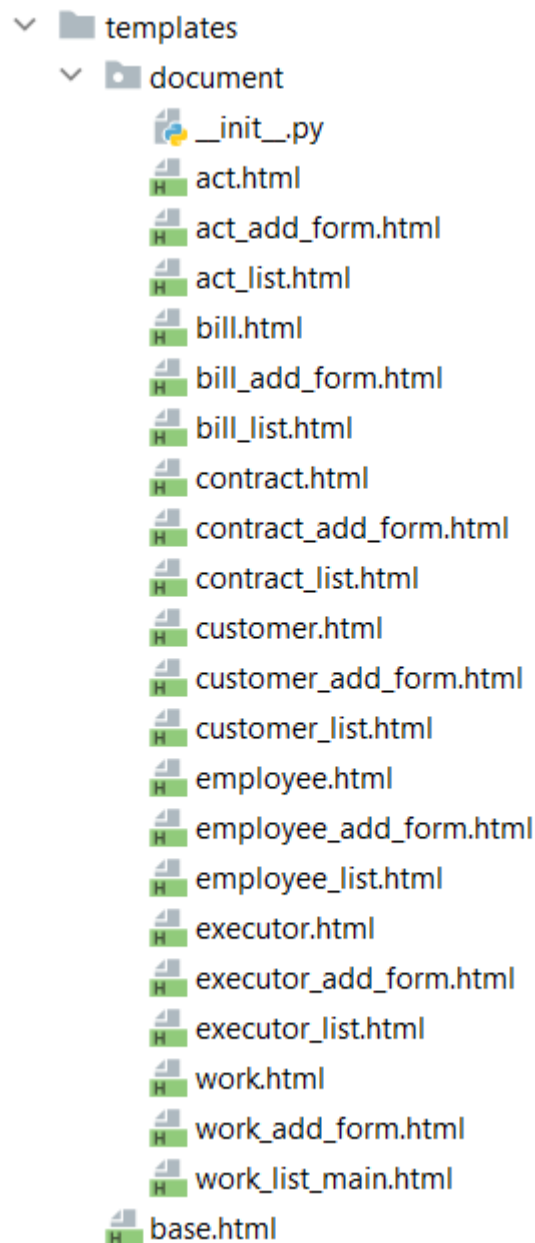 templates
document
__init__.py
act.html
act_add_form.html
act_list.html
bill.html
bill_add_form.html
bill_list.html
contract.html
contract_add_form.html
contract_list.html
customer.html
customer_add_form.html
customer_list.html
employee.html
employee_add_form.html
employee_list.html
executor.html
executor_add_form.html
executor_list.html
work.html
work_add_form.html
work_list_main.html
base.html